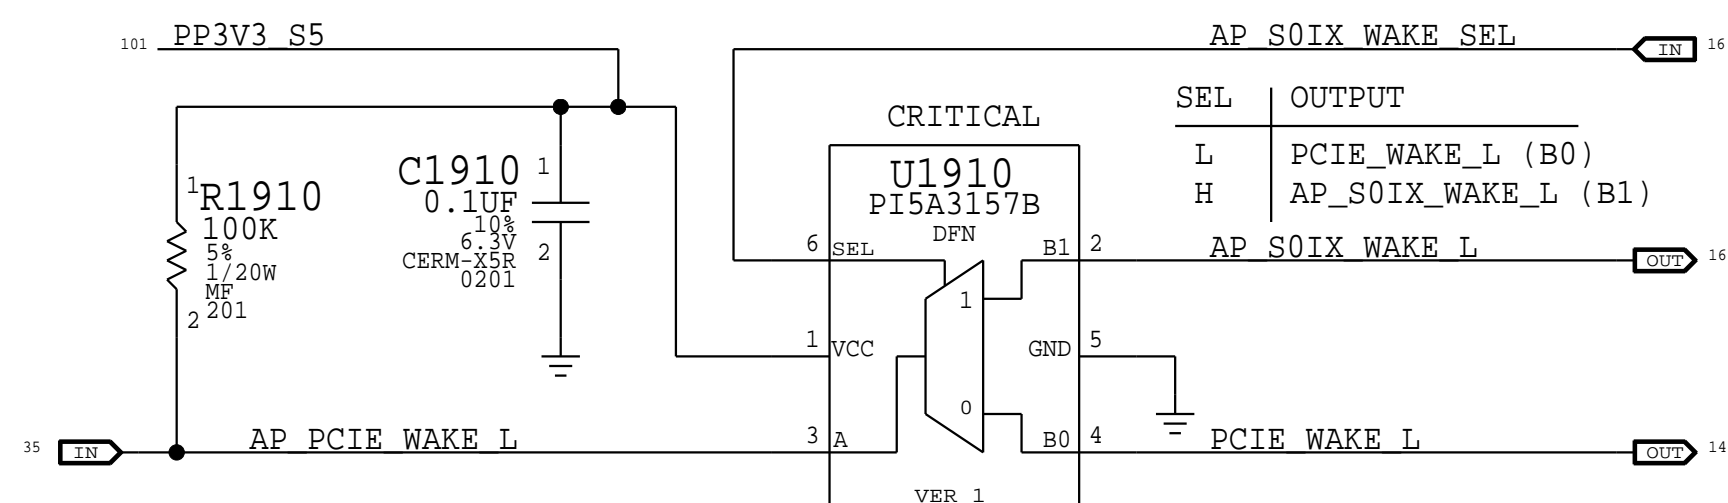 101 PP3V3_S5
AP_S0IX_WAKE_SEL IN 16
SEL OUTPUT
L PCIE_WAKE_L (B0)
H AP_S0IX_WAKE_L (B1)
CRITICAL
U1910
PI5A3157B
DFN
1
R1910
100K
5%
1/20W
MF
201
2
C1910 1
0.1UF
10%
6.3V
CERM-X5R 2
0201
6 SEL
B1 2 AP_S0IX_WAKE_L OUT 16
1
1 VCC
GND 5
0
35 IN AP_PCIE_WAKE_L 3 A
B0 4 PCIE_WAKE_L OUT 14
VER 1